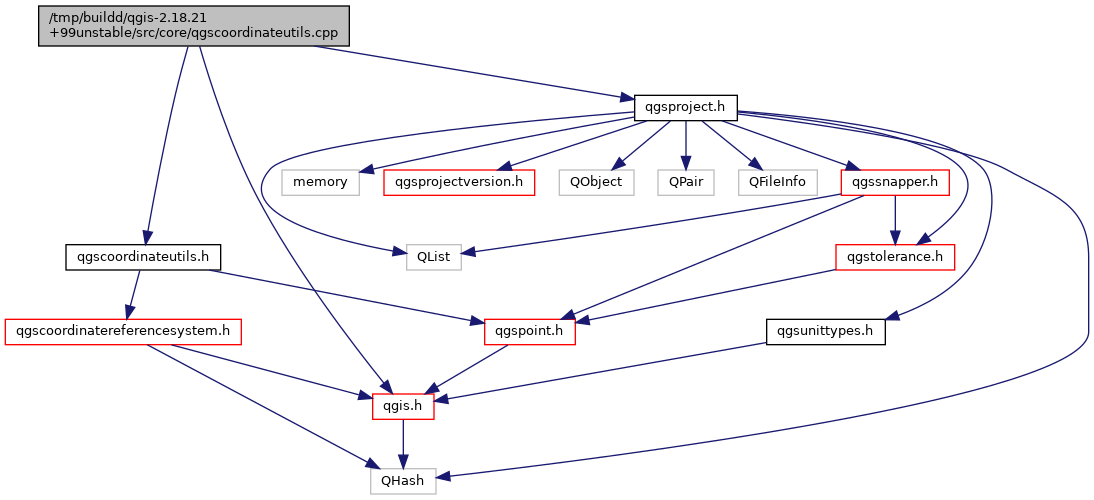 /tmp/buildd/qgis-2.18.21
+99unstable/src/core/qgscoordinateutils.cpp
qgsproject.h
memory
qgsprojectversion.h
QObject
QPair
QFileInfo
qgssnapper.h
qgscoordinateutils.h
QList
qgstolerance.h
qgscoordinatereferencesystem.h
qgspoint.h
qgsunittypes.h
qgis.h
QHash